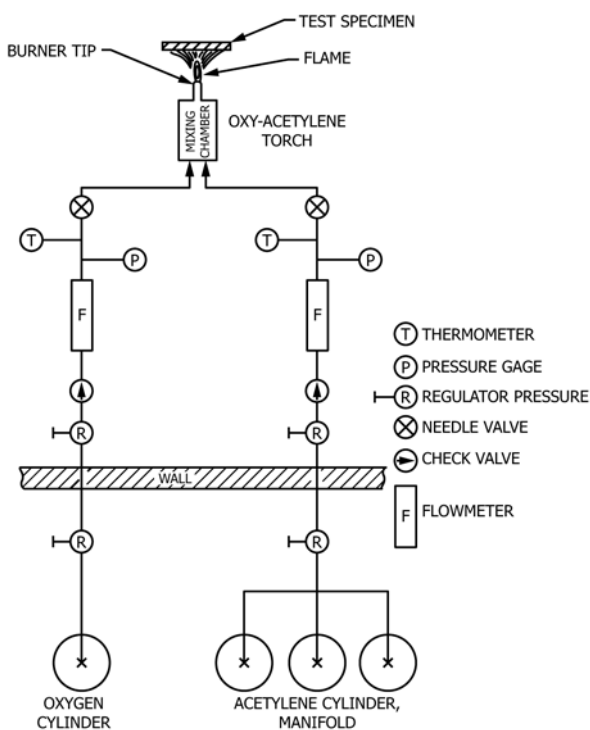 TEST SPECIMEN
BURNER TIP
FLAME
MIXING
CHAMBER
OXY-ACETYLENE
TORCH
T
P
T
P
F
F
R
R
WALL
R
R
T THERMOMETER
P PRESSURE GAGE
R REGULATOR PRESSURE
NEEDLE VALVE
CHECK VALVE
F FLOWMETER
OXYGEN
CYLINDER
ACETYLENE CYLINDER,
MANIFOLD